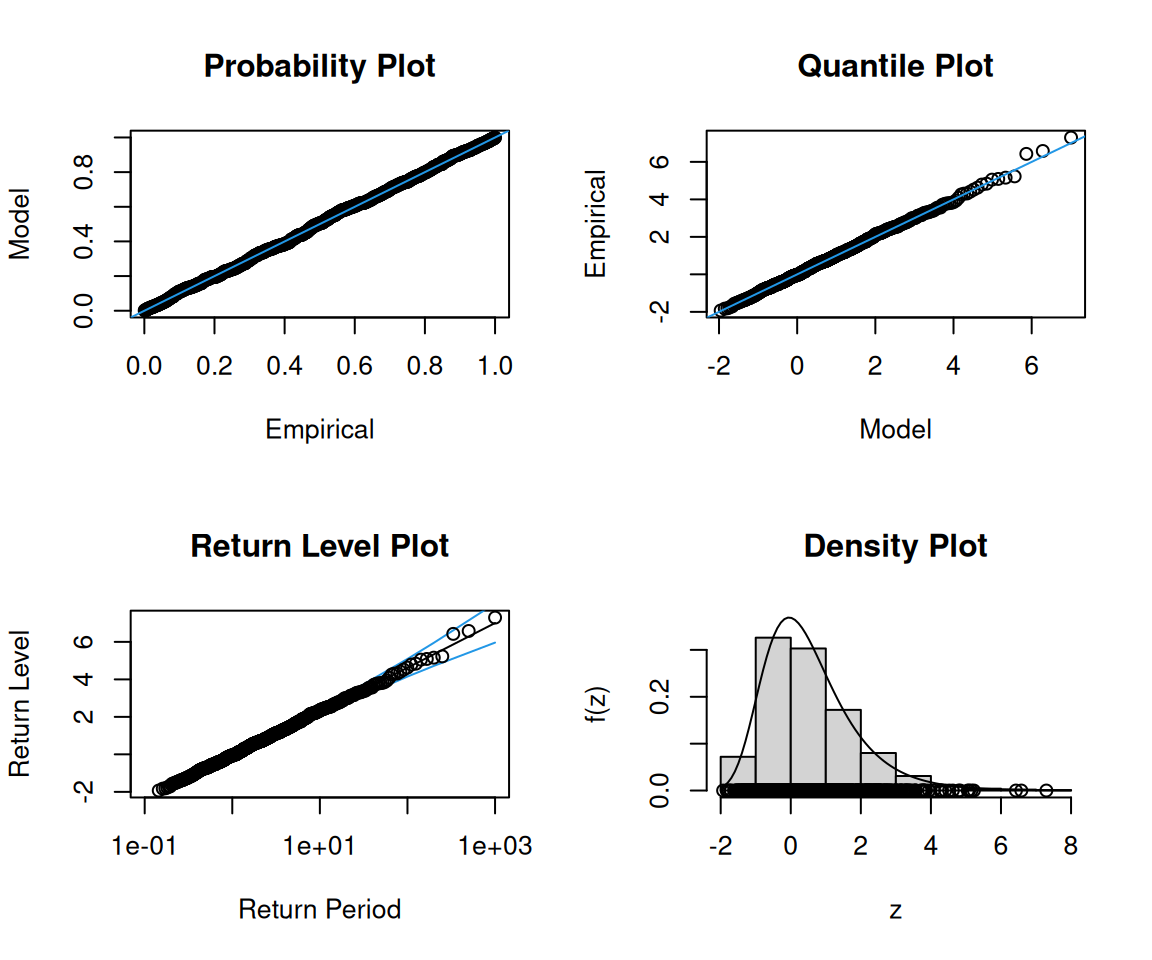 Probability Plot
Model
0.0 0.4 0.8
0.0 0.2 0.4 0.6 0.8 1.0
Empirical
Quantile Plot
Empirical
-2 2 4 6
-2 0 2 4 6
Model
Return Level Plot
Return Level
-2 2 4 6
1e-01 1e+01 1e+03
Return Period
Density Plot
f(z)
0.0 0.2
-2 0 2 4 6 8
z